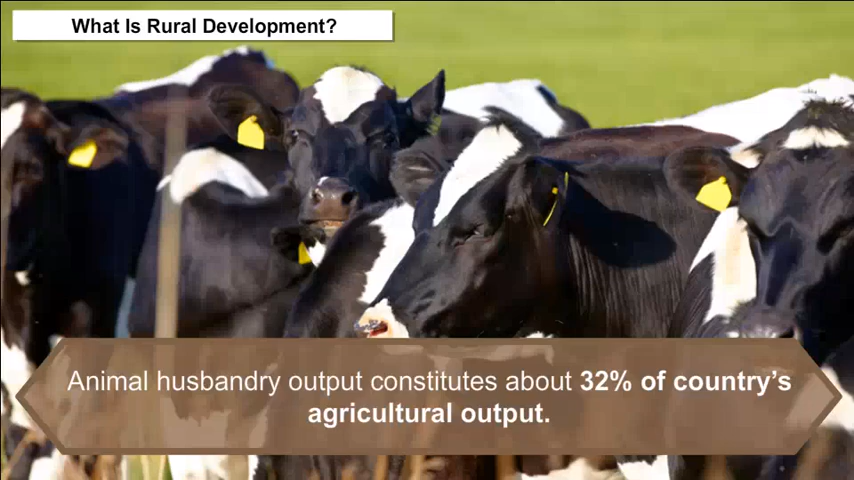 What Is Rural Development?
Animal husbandry output constitutes about 32% of country’s
agricultural output.